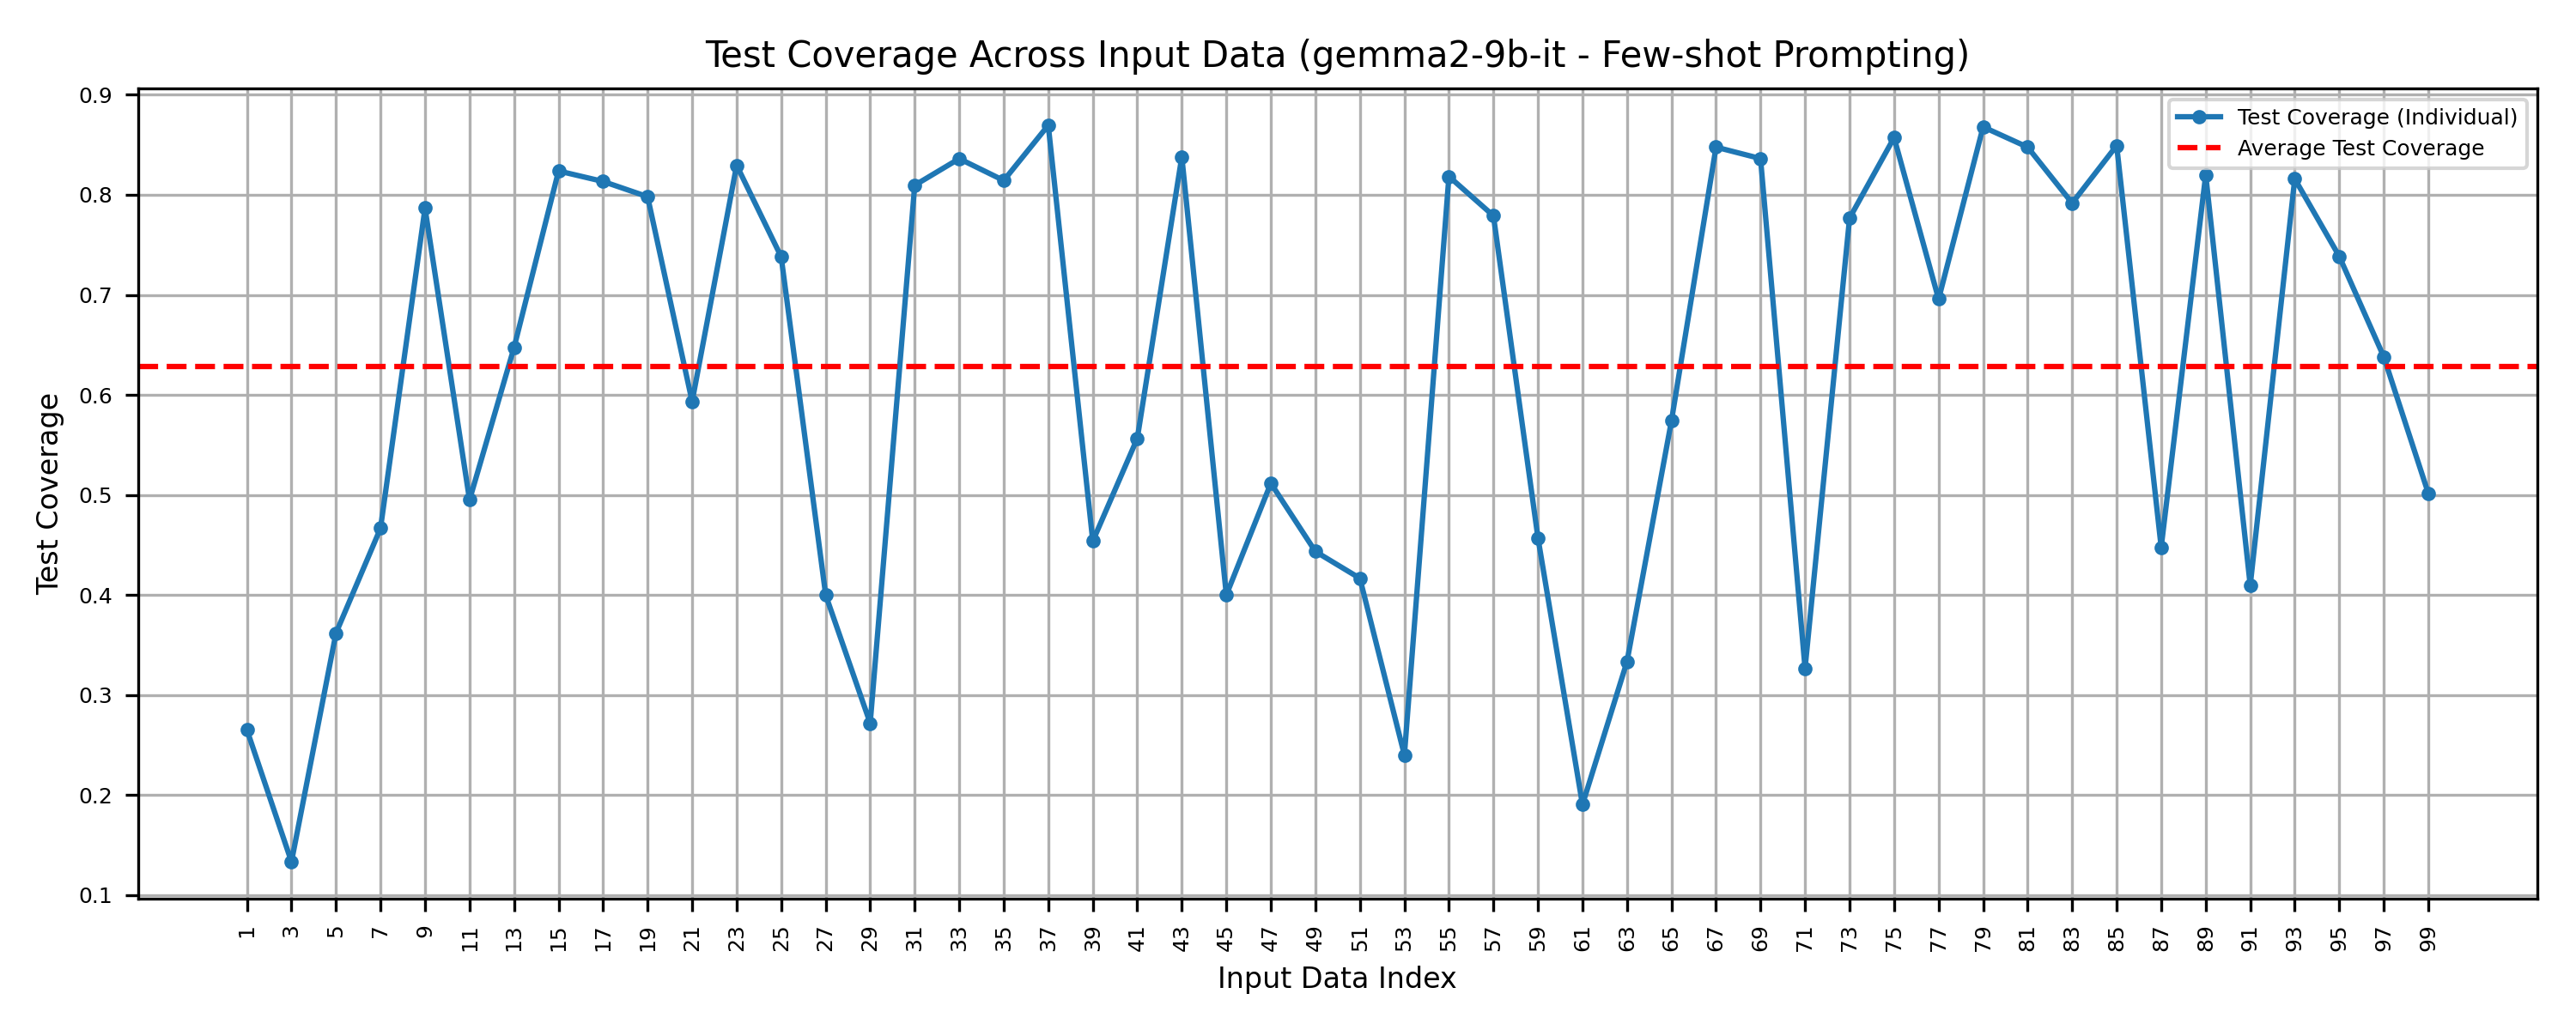 Test Coverage Across Input Data (gemma2-9b-it - Few-shot Prompting)
Test Coverage (Individual)
Average Test Coverage
Test Coverage
0.9
0.8
0.7
0.6
0.5
0.4
0.3
0.2
0.1
1 3 5 7 9 11 13 15 17 19 21 23 25 27 29 31 33 35 37 39 41 43 45 47 49 51 53 55 57 59 61 63 65 67 69 71 73 75 77 79 81 83 85 87 89 91 93 95 97 99
Input Data Index